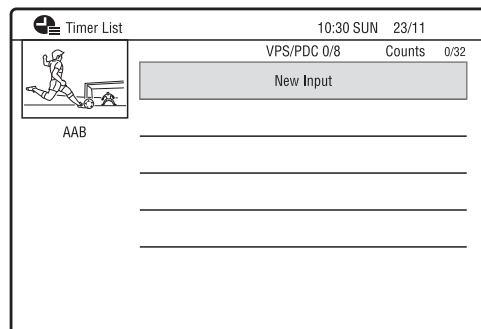 Timer List 10:30 SUN 23/11
VPS/PDC 0/8 Counts 0/32
New Input
AAB